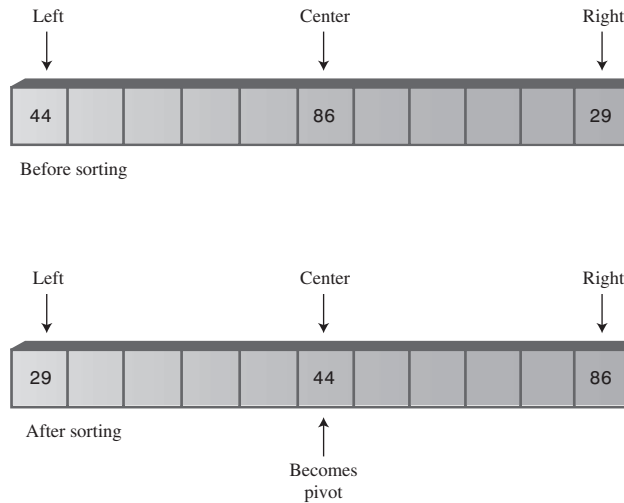 Left Center Right
44 86 29
Before sorting
Left Center Right
29 44 86
After sorting
Becomes
pivot